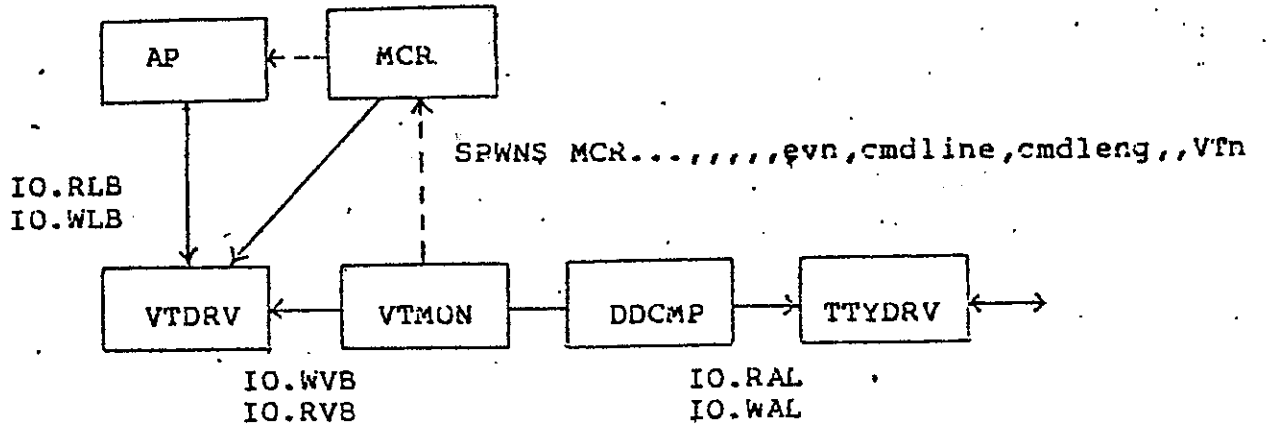 AP
MCR
SPWN$ MCR...,,,,,evn,cmdline,cmdleng,,VTn
IO.RLB
IO.WLB
VTDRV
VTMON
DDCMP
TTYDRV
IO.WVB
IO.RVB
IO.RAL
IO.WAL